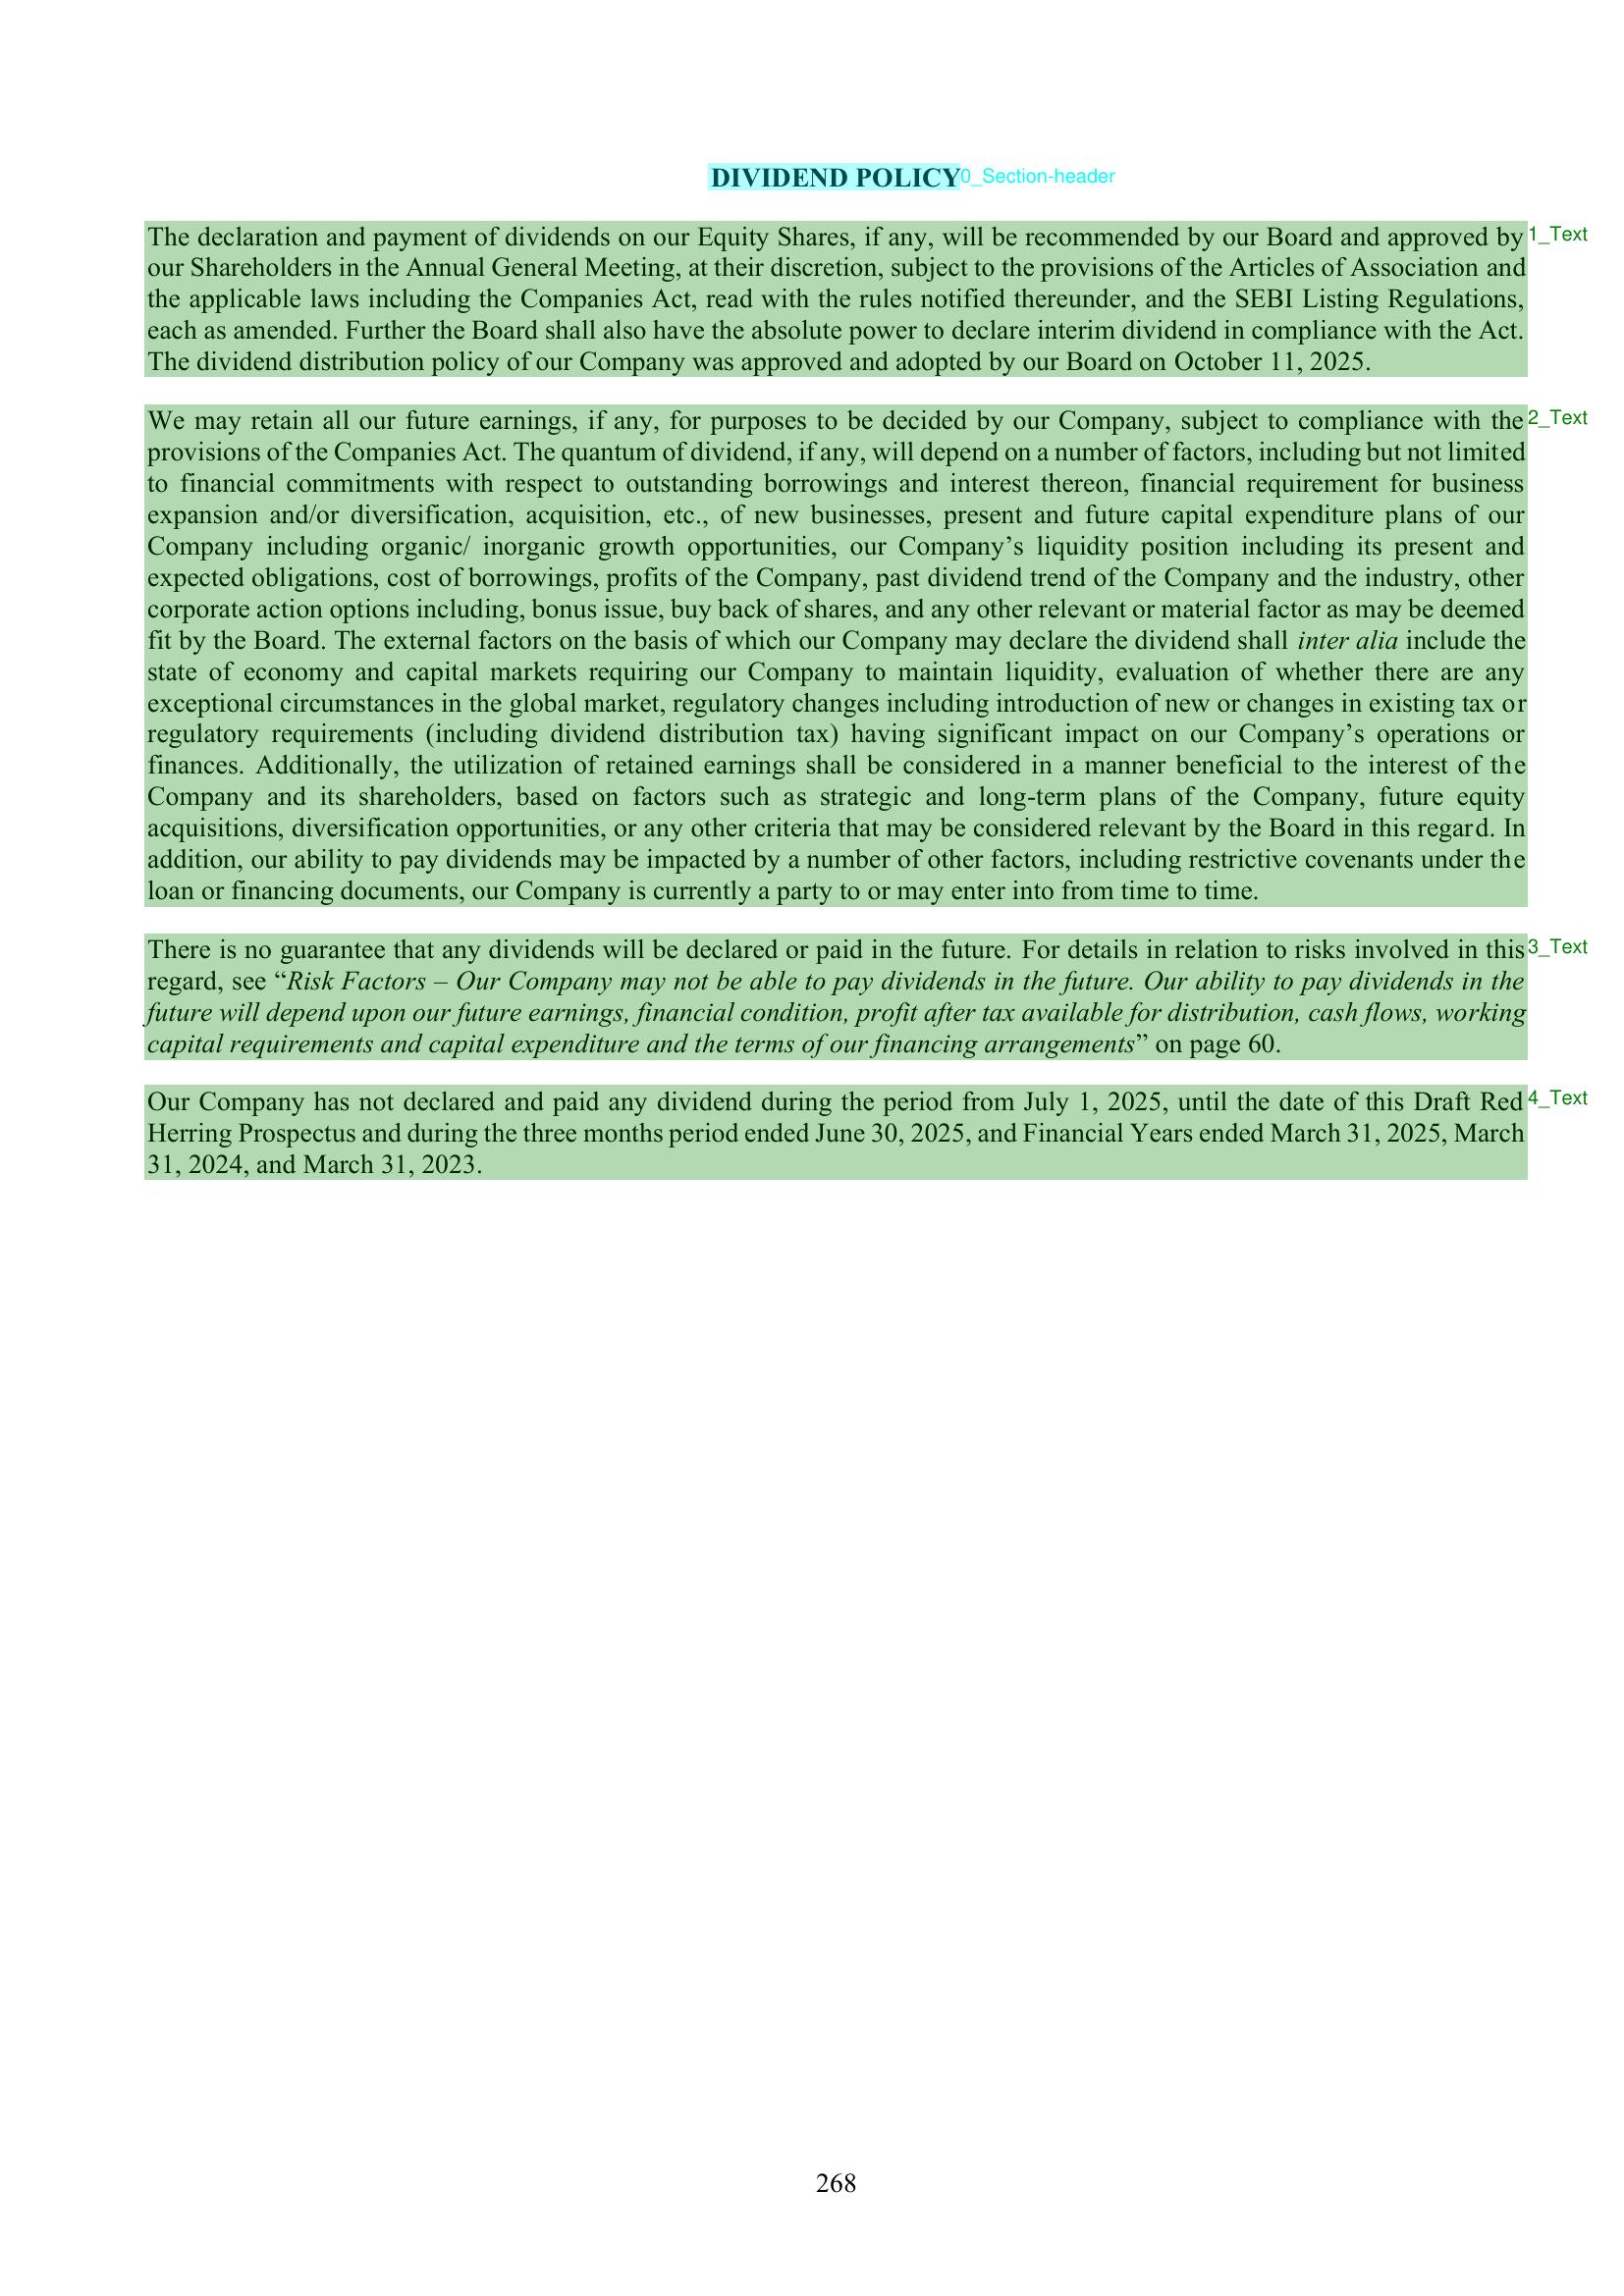 DIVIDEND POLICY0_Section-header
The declaration and payment of dividends on our Equity Shares, if any, will be recommended by our Board and approved by 1_Text
our Shareholders in the Annual General Meeting, at their discretion, subject to the provisions of the Articles of Association and
the applicable laws including the Companies Act, read with the rules notified thereunder, and the SEBI Listing Regulations,
each as amended. Further the Board shall also have the absolute power to declare interim dividend in compliance with the Act.
The dividend distribution policy of our Company was approved and adopted by our Board on October 11, 2025.
We may retain all our future earnings, if any, for purposes to be decided by our Company, subject to compliance with the 2_Text
provisions of the Companies Act. The quantum of dividend, if any, will depend on a number of factors, including but not limited
to financial commitments with respect to outstanding borrowings and interest thereon, financial requirement for business
expansion and/or diversification, acquisition, etc., of new businesses, present and future capital expenditure plans of our
Company including organic/ inorganic growth opportunities, our Company’s liquidity position including its present and
expected obligations, cost of borrowings, profits of the Company, past dividend trend of the Company and the industry, other
corporate action options including, bonus issue, buy back of shares, and any other relevant or material factor as may be deemed
fit by the Board. The external factors on the basis of which our Company may declare the dividend shall inter alia include the
state of economy and capital markets requiring our Company to maintain liquidity, evaluation of whether there are any
exceptional circumstances in the global market, regulatory changes including introduction of new or changes in existing tax or
regulatory requirements (including dividend distribution tax) having significant impact on our Company’s operations or
finances. Additionally, the utilization of retained earnings shall be considered in a manner beneficial to the interest of the
Company and its shareholders, based on factors such as strategic and long-term plans of the Company, future equity
acquisitions, diversification opportunities, or any other criteria that may be considered relevant by the Board in this regard. In
addition, our ability to pay dividends may be impacted by a number of other factors, including restrictive covenants under the
loan or financing documents, our Company is currently a party to or may enter into from time to time.
There is no guarantee that any dividends will be declared or paid in the future. For details in relation to risks involved in this 3_Text
regard, see “Risk Factors – Our Company may not be able to pay dividends in the future. Our ability to pay dividends in the
future will depend upon our future earnings, financial condition, profit after tax available for distribution, cash flows, working
capital requirements and capital expenditure and the terms of our financing arrangements” on page 60.
Our Company has not declared and paid any dividend during the period from July 1, 2025, until the date of this Draft Red 4_Text
Herring Prospectus and during the three months period ended June 30, 2025, and Financial Years ended March 31, 2025, March
31, 2024, and March 31, 2023.
268